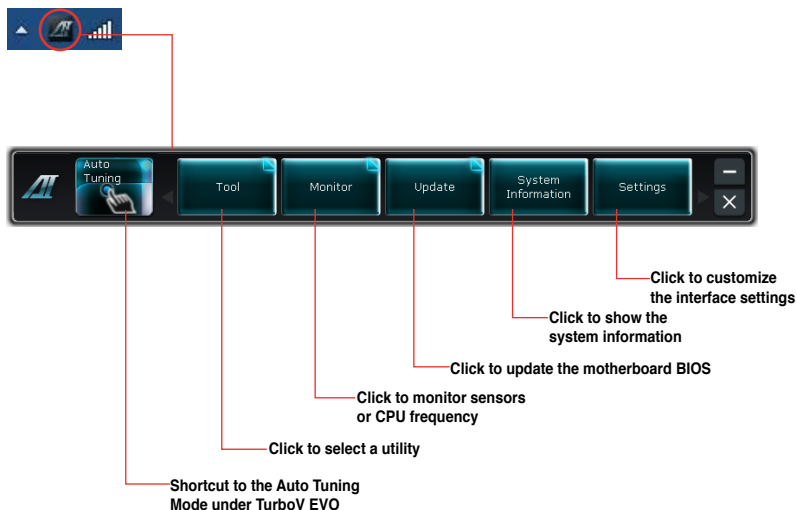 Auto
Tuning
Tool
Monitor
Update
System
Information
Settings
Click to customize
the interface settings
Click to show the
system information
Click to update the motherboard BIOS
Click to monitor sensors
or CPU frequency
Click to select a utility
Shortcut to the Auto Tuning
Mode under TurboV EVO